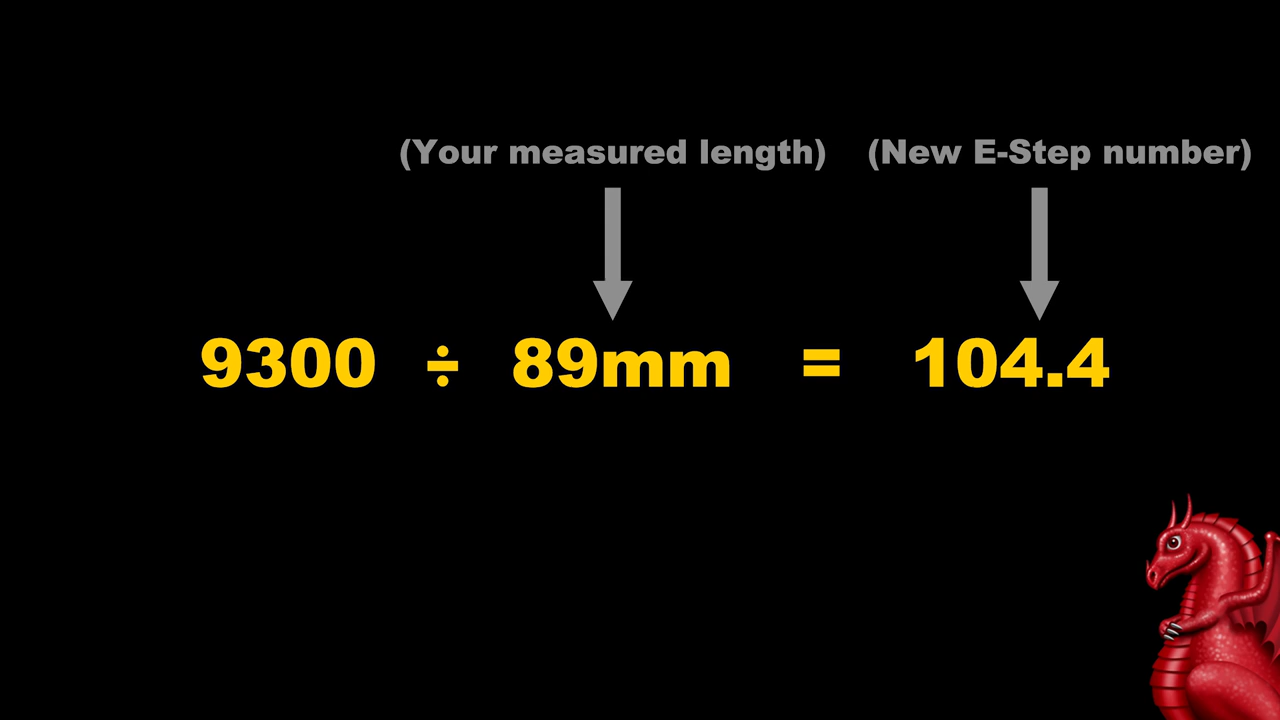 (Your measured length) (New E-Step number)
9300 ÷ 89mm = 104.4